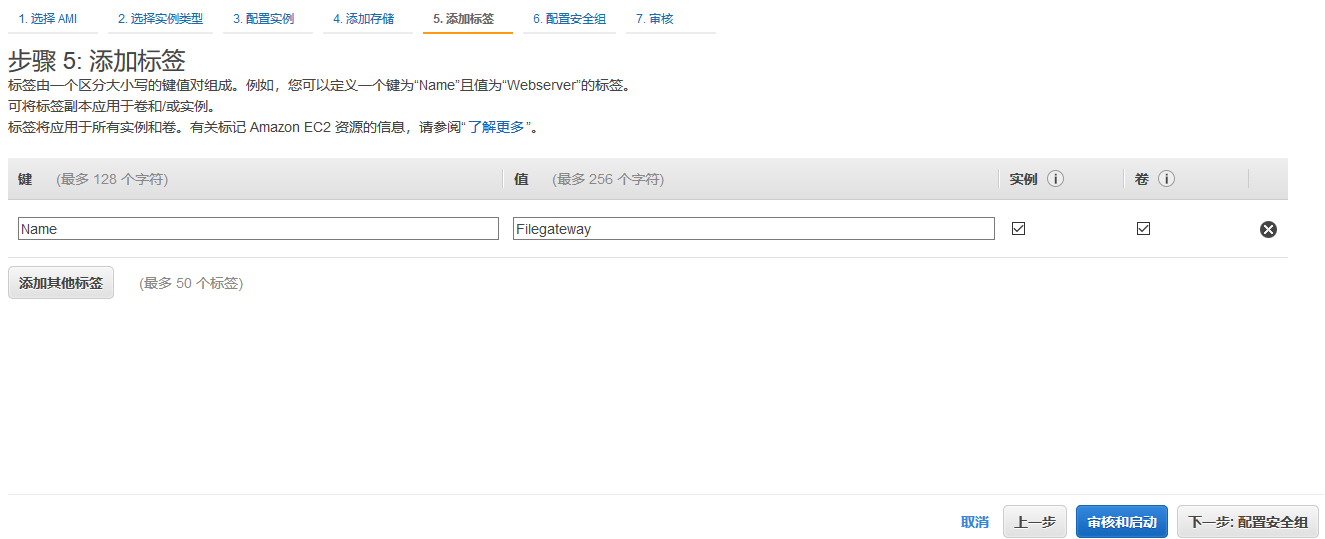 1. 选择 AMI 2. 选择实例类型 3. 配置实例 4. 添加存储 5. 添加标签 6. 配置安全组 7. 审核
步骤 5: 添加标签
标签由一个区分大小写的键值对组成。例如，您可以定义一个键为“Name”且值为“Webserver”的标签。
可将标签副本应用于卷和/或实例。
标签将应用于所有实例和卷。有关标记 Amazon EC2 资源的信息，请参阅“了解更多”。
键 (最多 128 个字符) 值 (最多 256 个字符) 实例 i 卷 i
Name Filegateway
添加其他标签 (最多 50 个标签)
取消 上一步 审核和启动 下一步: 配置安全组